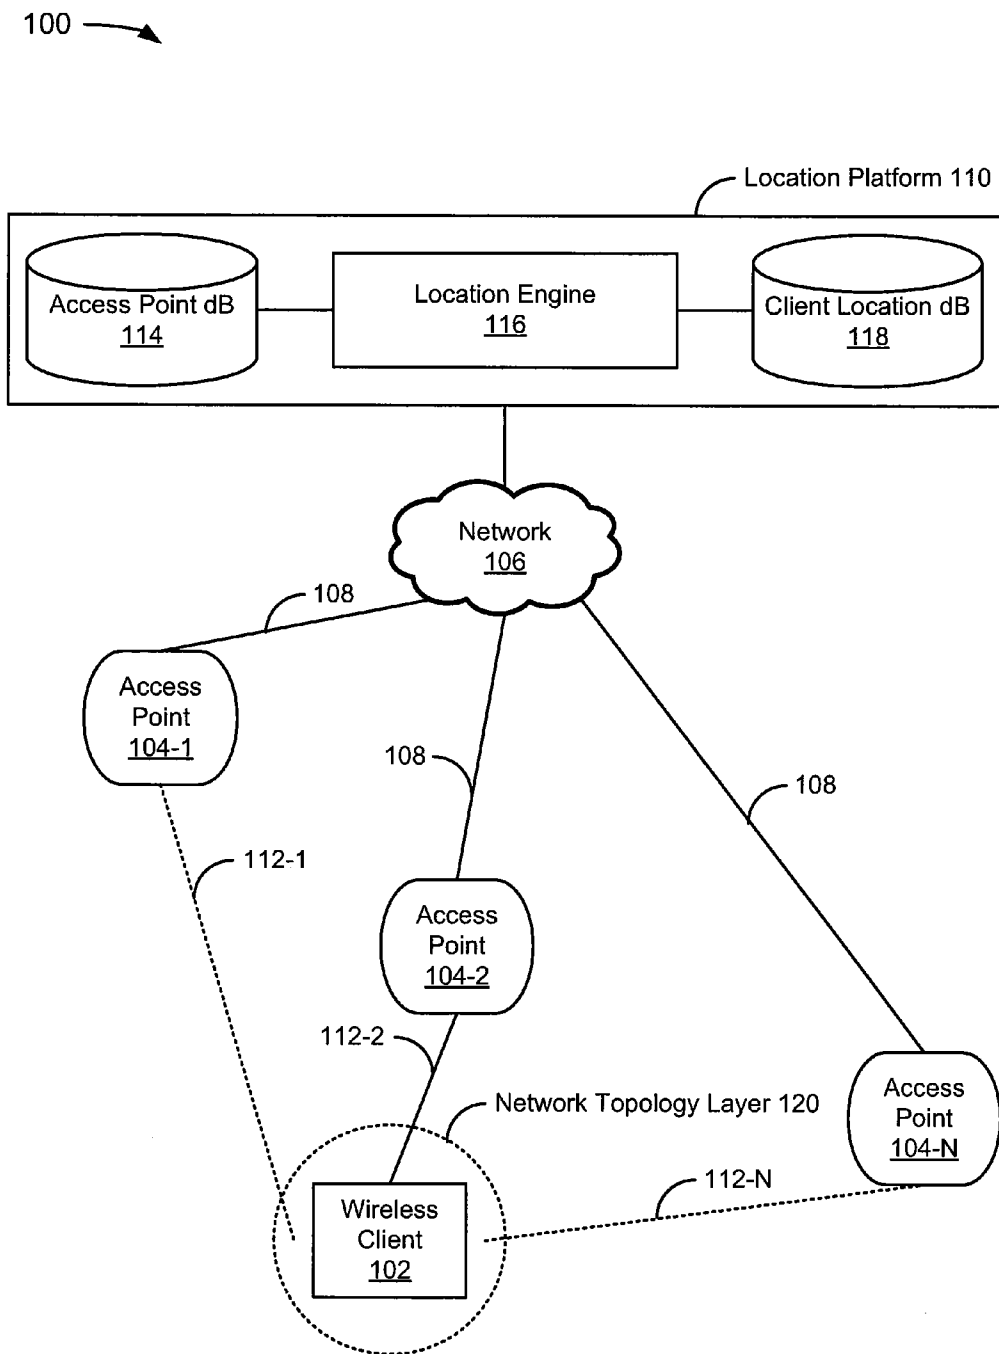 100
Location Platform 110
Access Point dB
114
Location Engine
116
Client Location dB
118
Network
106
108
Access
Point
104-1
108
108
112-1
Access
Point
104-2
112-2
Network Topology Layer 120
Access
Point
104-N
112-N
Wireless
Client
102